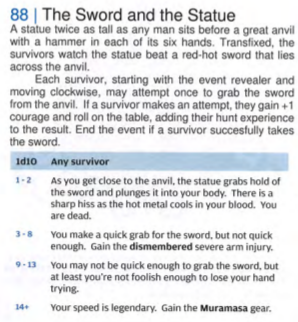 88 | The Sword and the Statue
A statue twice as tall as any man sits before a great anvil
with a hammer in each of its six hands. Transfixed, the
survivors watch the statue beat a red-hot sword that lies
across the anvil.
Each survivor, starting with the event revealer and
moving clockwise, may attempt once to grab the sword
from the anvil. If a survivor makes an attempt, they gain +1
courage and roll on the table, adding their hunt experience
to the result. End the event if a survivor succesfully takes
the sword.
1d10 Any survivor
1 - 2 As you get close to the anvil, the statue grabs hold of
the sword and plunges it into your body. There is a
sharp hiss as the hot metal cools in your blood. You
are dead.
3 - 8 You make a quick grab for the sword, but not quick
enough. Gain the dismembered severe arm injury.
9 - 13 You may not be quick enough to grab the sword, but
at least you're not foolish enough to lose your hand
trying.
14+ Your speed is legendary. Gain the Muramasa gear.